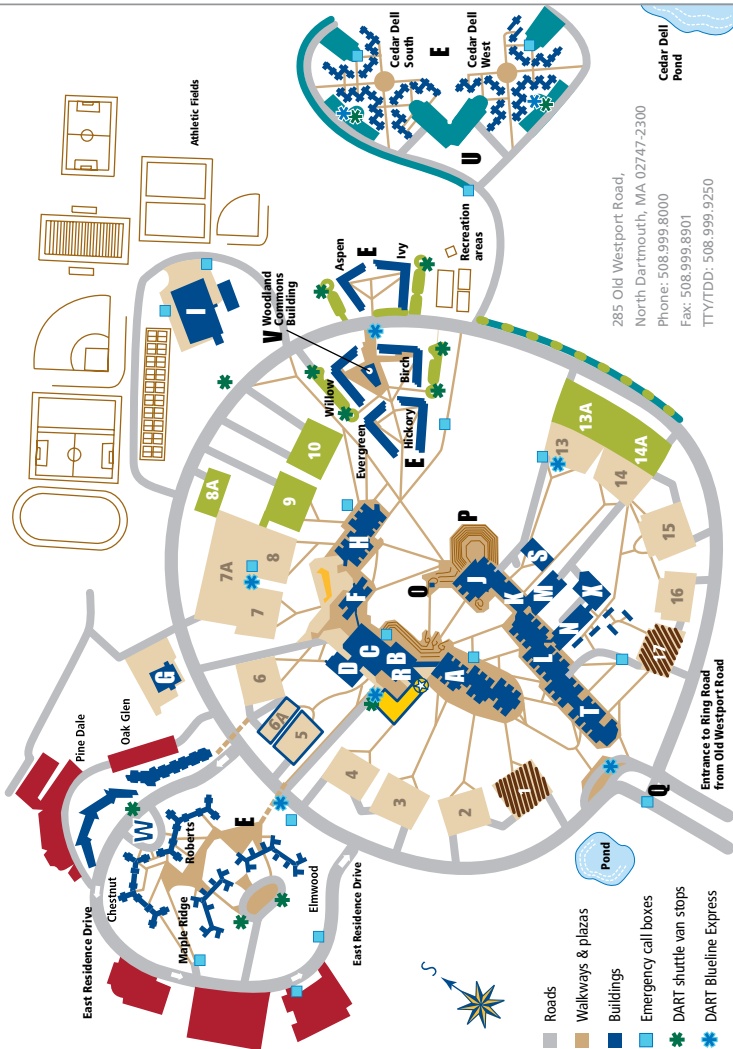 Cedar Dell
South
E
Cedar Dell
West
Cedar Dell
Pond
U
Athletic Fields
Recreation
areas
285 Old Westport Road,
North Dartmouth, MA 02747-2300
Phone: 508.999.8000
Fax: 508.999.8901
TTY/TDD: 508.999.9250
I
V Woodland
Commons
Building
Aspen
E
Ivy
Willow
Birch
Evergreen
Hickory
E
10
9
8A
8
7A
7
13A
13
14A
14
15
16
17
H
F
P
O
J
S
K
M
X
N
L
T
D
C
B
R
A
G
6
6A
5
4
3
2
1
Pine Dale
Oak Glen
W
Roberts
E
Chestnut
Maple Ridge
Elmwood
East Residence Drive
East Residence Drive
Entrance to Ring Road
from Old Westport Road
Q
Pond
S
Roads
Walkways & plazas
Buildings
Emergency call boxes
DART shuttle van stops
DART Blueline Express